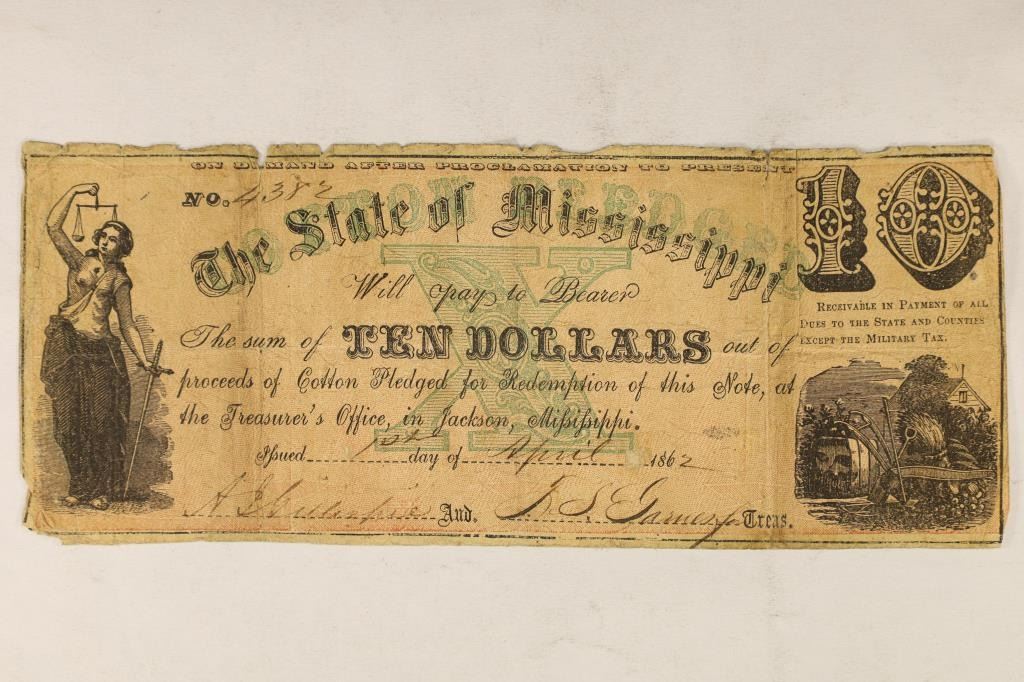 ON DEMAND AFTER PROCLAMATION TO PRESENT
No. 4382
COTTON PLEDGED
The State of Mississippi
10
X
Will pay to Bearer
The sum of TEN DOLLARS out of
proceeds of Cotton Pledged for Redemption of this Note, at
the Treasurer's Office, in Jackson, Mississippi.
RECEIVABLE IN PAYMENT OF ALL
DUES TO THE STATE AND COUNTIES
EXCEPT THE MILITARY TAX.
Issued 1st day of April 1862
Aud.
Treas.